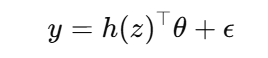 y = h(z)^⊤ θ + ϵ